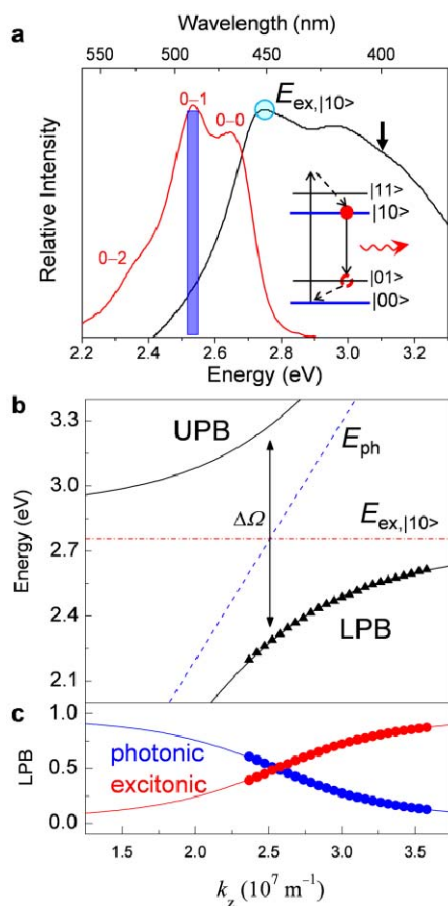 Wavelength (nm)
550 500 450 400
a
0–1
0–0
E_ex,|10>
0–2
|11>
|10>
|01>
|00>
Relative Intensity
2.2 2.4 2.6 2.8 3.0 3.2
Energy (eV)
b
3.3
UPB
E_ph
3.0
ΔΩ
E_ex,|10>
2.7
2.4
LPB
2.1
Energy (eV)
c
1.0
photonic
0.5
excitonic
0.0
LPB
1.5 2.0 2.5 3.0 3.5
k_z (10⁷ m⁻¹)